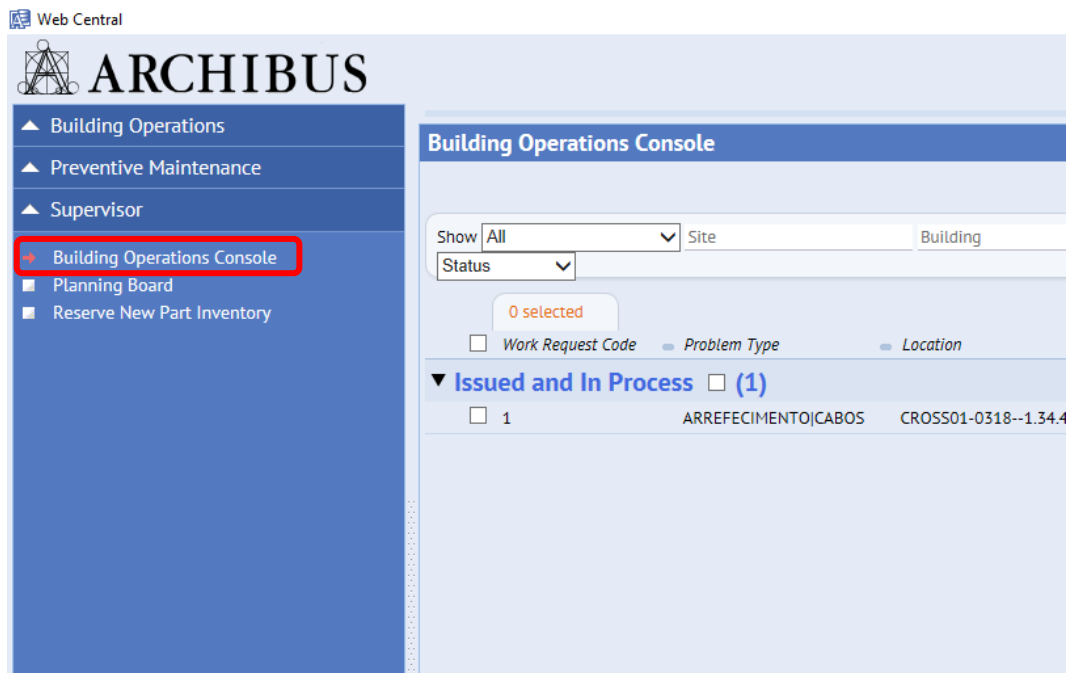 Web Central
ARCHIBUS
Building Operations
Preventive Maintenance
Supervisor
Building Operations Console
Planning Board
Reserve New Part Inventory
Building Operations Console
Show All Site Building
Status
0 selected
Work Request Code Problem Type Location
Issued and In Process (1)
1 ARREFECIMENTO|CABOS CROSS01-0318--1.34.4